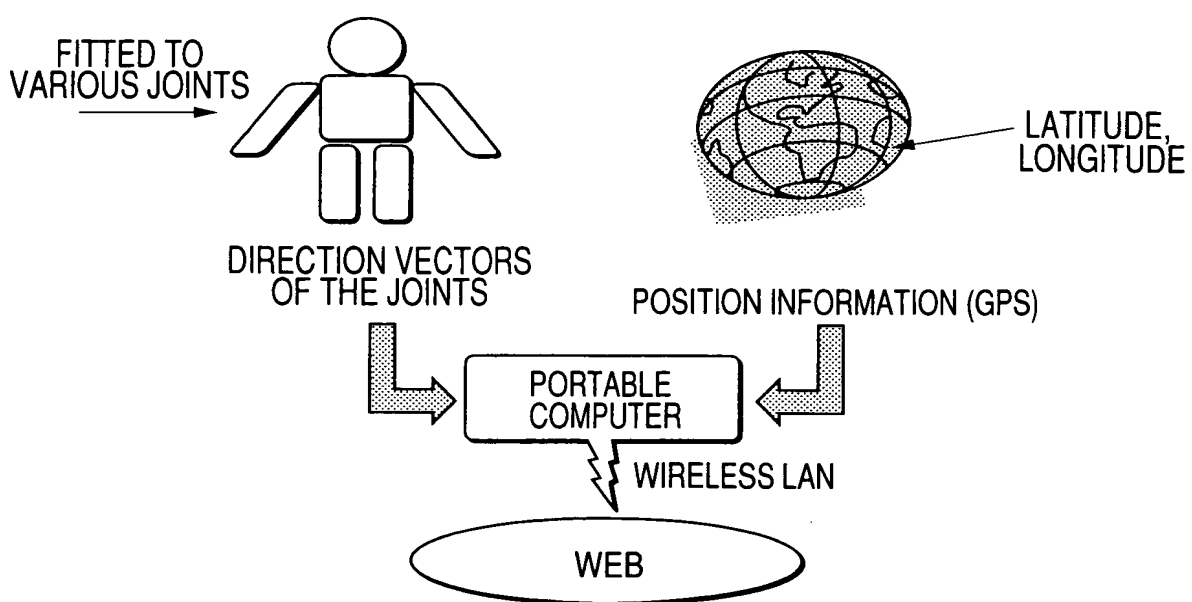 FITTED TO
VARIOUS JOINTS
LATITUDE,
LONGITUDE
DIRECTION VECTORS
OF THE JOINTS
POSITION INFORMATION (GPS)
PORTABLE
COMPUTER
WIRELESS LAN
WEB